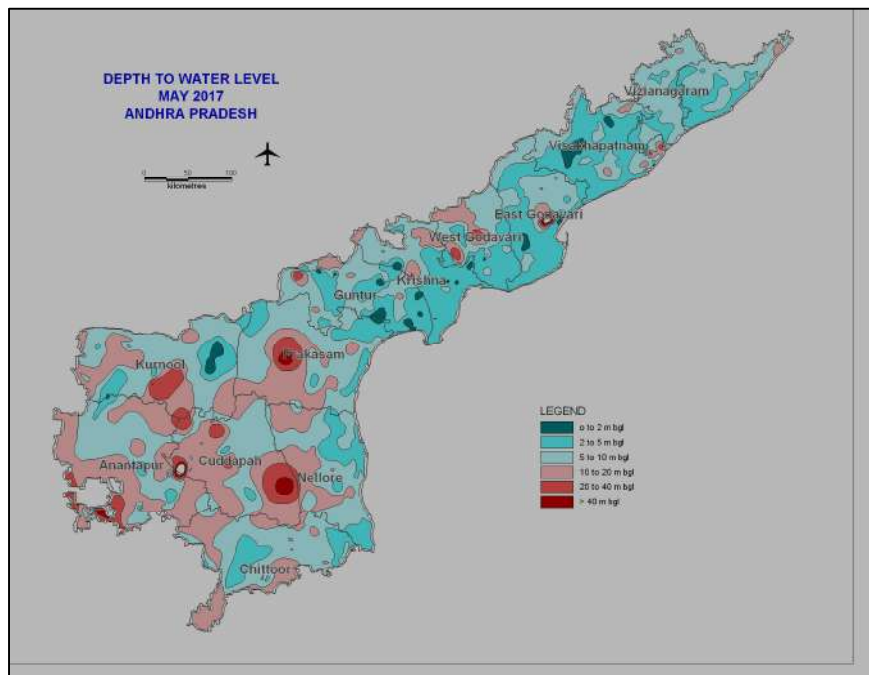 DEPTH TO WATER LEVEL
MAY 2017
ANDHRA PRADESH
0 50 100
kilometres
Vizianagaram
Visakhapatnam
East Godavari
West Godavari
Krishna
Guntur
Prakasam
Kurnool
Anantapur
Cuddapah
Nellore
Chittoor
LEGEND
o to 2 m bgl
2 to 5 m bgl
5 to 10 m bgl
10 to 20 m bgl
20 to 40 m bgl
> 40 m bgl